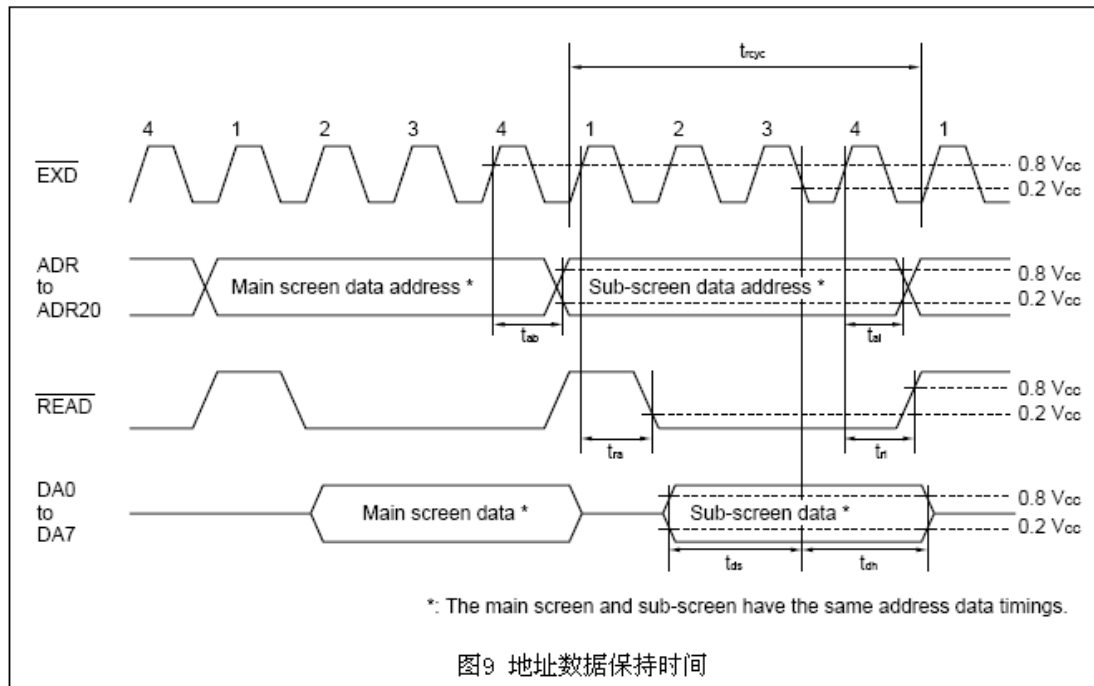 trcyc
4 1 2 3 4 1 2 3 4 1
EXD
0.8 Vcc
0.2 Vcc
ADR
to
ADR20
Main screen data address *
Sub-screen data address *
0.8 Vcc
0.2 Vcc
tab
tai
READ
0.8 Vcc
0.2 Vcc
tra
tri
DA0
to
DA7
Main screen data *
Sub-screen data *
0.8 Vcc
0.2 Vcc
tds
tdh
*: The main screen and sub-screen have the same address data timings.
图9 地址数据保持时间